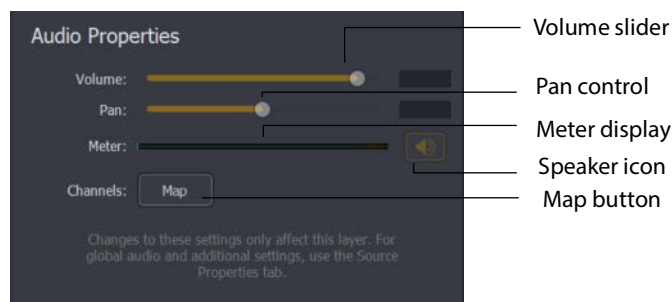 Audio Properties
Volume:
Pan:
Meter:
Channels:
Map
Changes to these settings only affect this layer. For
global audio and additional settings, use the Source
Properties tab.
Volume slider
Pan control
Meter display
Speaker icon
Map button